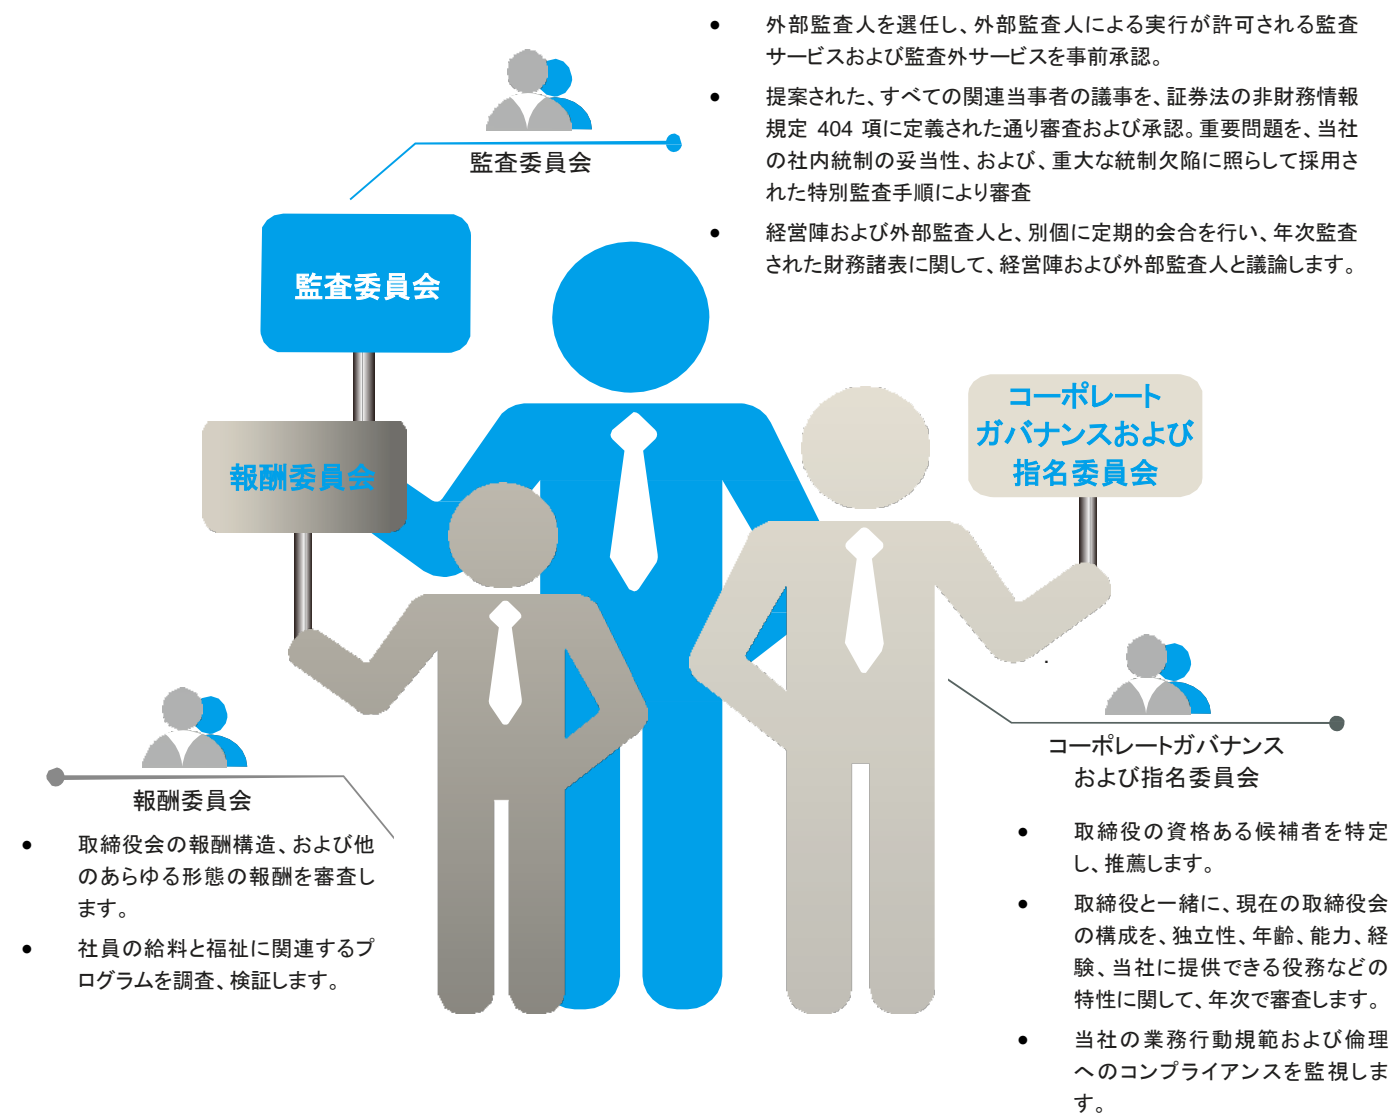 ● 外部監査人を選任し、外部監査人による実行が許可される監査
サービスおよび監査外サービスを事前承認。
● 提案された、すべての関連当事者の議事を、証券法の非財務情報
規定 404 項に定義された通り審査および承認。重要問題を、当社
の社内統制の妥当性、および、重大な統制欠陥に照らして採用さ
れた特別監査手順により審査
● 経営陣および外部監査人と、別個に定期的会合を行い、年次監査
された財務諸表に関して、経営陣および外部監査人と議論します。
監査委員会
監査委員会
報酬委員会
コーポレート
ガバナンスおよび
指名委員会
報酬委員会
● 取締役会の報酬構造、および他
のあらゆる形態の報酬を審査し
ます。
● 社員の給料と福祉に関連するプ
ログラムを調査、検証します。
コーポレートガバナンス
および指名委員会
● 取締役の資格ある候補者を特定
し、推薦します。
● 取締役と一緒に、現在の取締役会
の構成を、独立性、年齢、能力、経
験、当社に提供できる役務などの
特性に関して、年次で審査します。
● 当社の業務行動規範および倫理
へのコンプライアンスを監視しま
す。